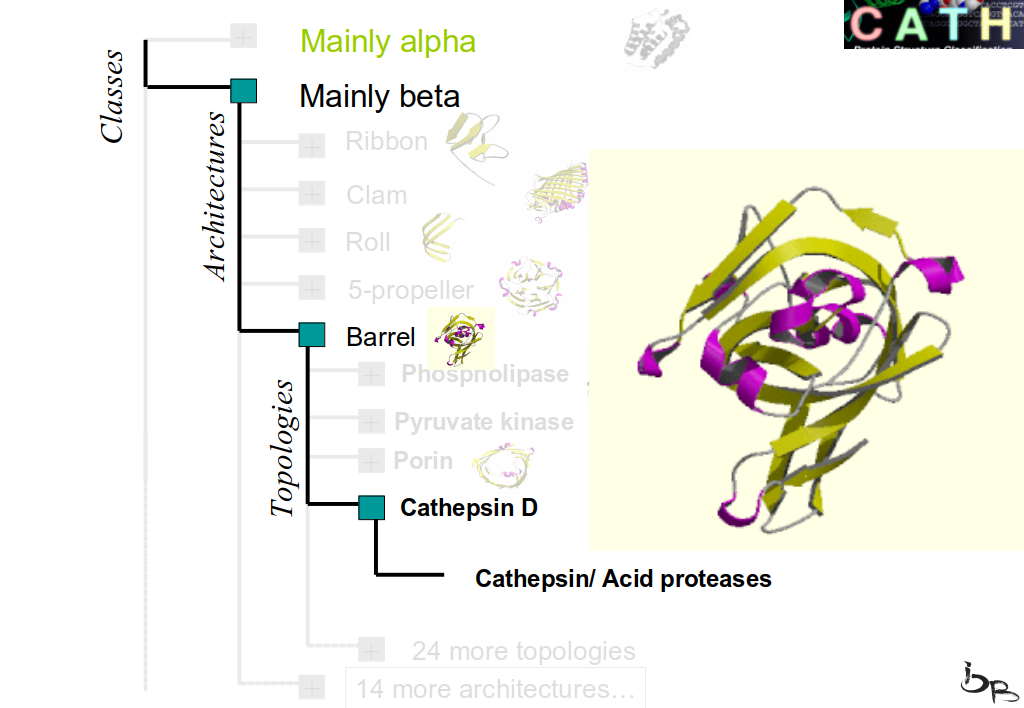 Mainly alpha
CATH
Protein Structure Classification
Classes
Mainly beta
Architectures
Ribbon
Clam
Roll
5-propeller
Barrel
Phospholipase
Topologies
Pyruvate kinase
Porin
Cathepsin D
Cathepsin/ Acid proteases
24 more topologies
14 more architectures…